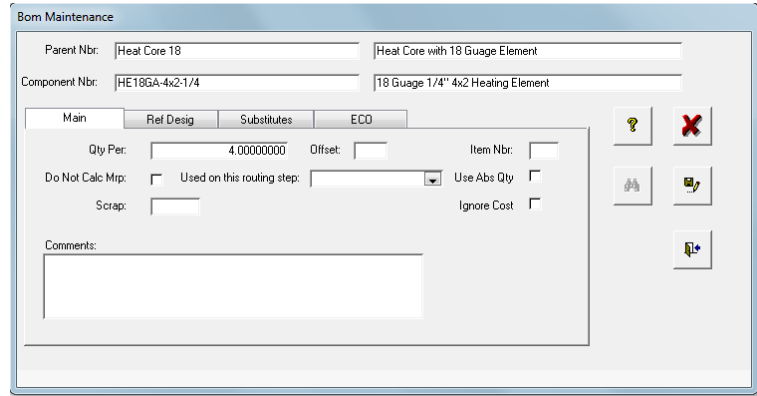 Bom Maintenance
Parent Nbr: Heat Core 18 Heat Core with 18 Guage Element
Component Nbr: HE18GA-4x2-1/4 18 Guage 1/4" 4x2 Heating Element
Main Ref Desig Substitutes ECO
Qty Per: 4.00000000 Offset: Item Nbr:
Do Not Calc Mrp: Used on this routing step: Use Abs Qty
Scrap: Ignore Cost
Comments: